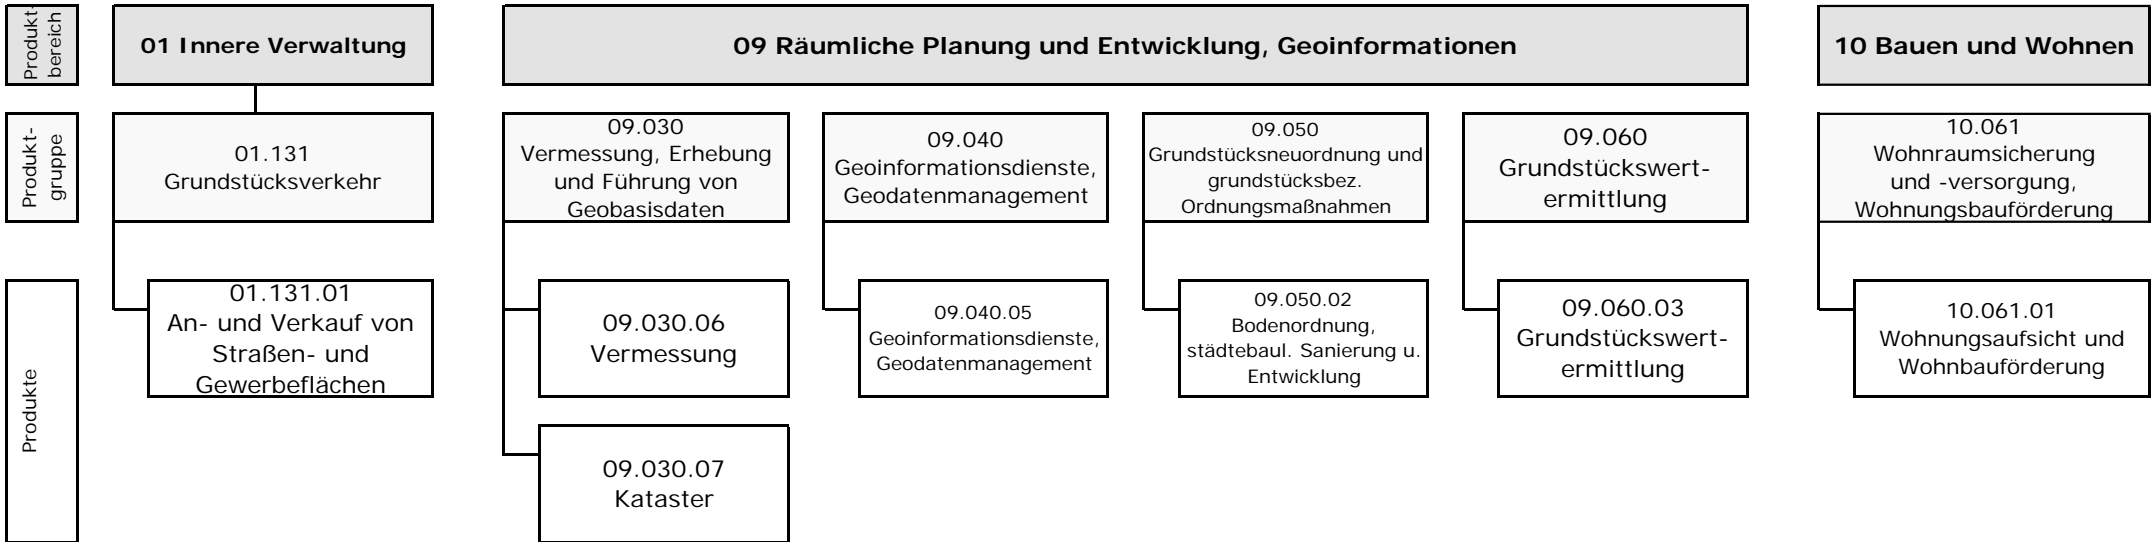 Produkt-
bereich
01 Innere Verwaltung
09 Räumliche Planung und Entwicklung, Geoinformationen
10 Bauen und Wohnen
Produkt-
gruppe
01.131
Grundstücksverkehr
09.030
Vermessung, Erhebung
und Führung von
Geobasisdaten
09.040
Geoinformationsdienste,
Geodatenmanagement
09.050
Grundstücksneuordnung und
grundstücksbez.
Ordnungsmaßnahmen
09.060
Grundstückswert-
ermittlung
10.061
Wohnraumsicherung
und -versorgung,
Wohnungsbauförderung
Produkte
01.131.01
An- und Verkauf von
Straßen- und
Gewerbeflächen
09.030.06
Vermessung
09.040.05
Geoinformationsdienste,
Geodatenmanagement
09.050.02
Bodenordnung,
städtebaul. Sanierung u.
Entwicklung
09.060.03
Grundstückswert-
ermittlung
10.061.01
Wohnungsaufsicht und
Wohnbauförderung
09.030.07
Kataster